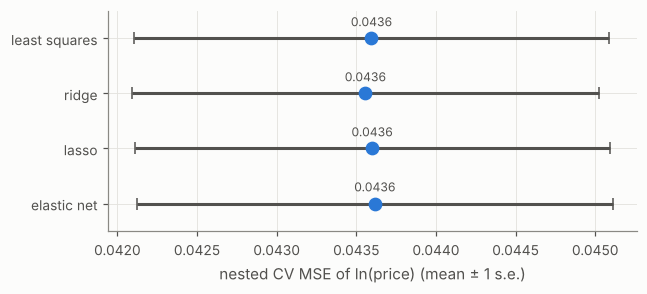 0.0436
least squares
0.0436
ridge
0.0436
lasso
0.0436
elastic net
0.0420 0.0425 0.0430 0.0435 0.0440 0.0445 0.0450
nested CV MSE of ln(price) (mean ± 1 s.e.)